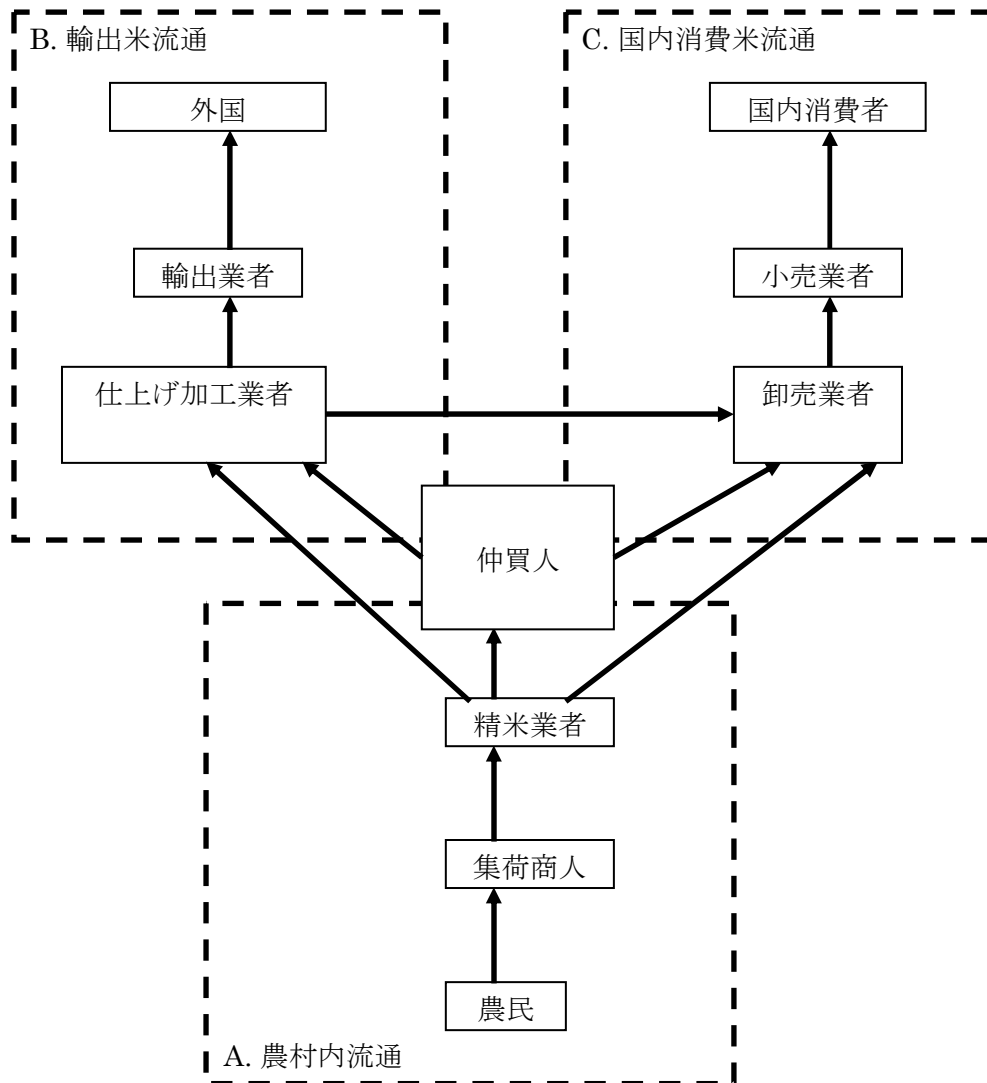 B. 輸出米流通
C. 国内消費米流通
外国
国内消費者
輸出業者
小売業者
仕上げ加工業者
卸売業者
仲買人
精米業者
集荷商人
農民
A. 農村内流通